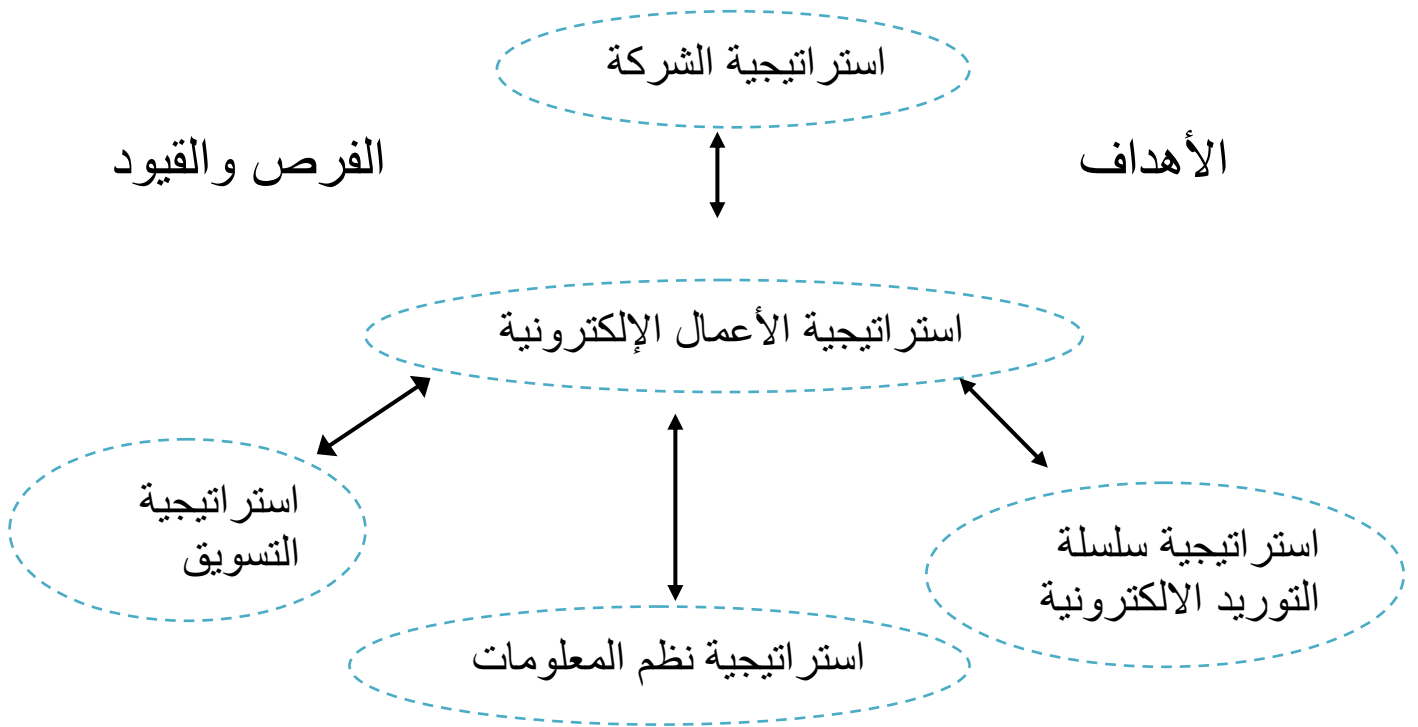 استراتيجية الشركة
الأهداف
الفرص والقيود
استراتيجية الأعمال الإلكترونية
استراتيجية سلسلة
التوريد الالكترونية
استراتيجية نظم المعلومات
استراتيجية
التسويق